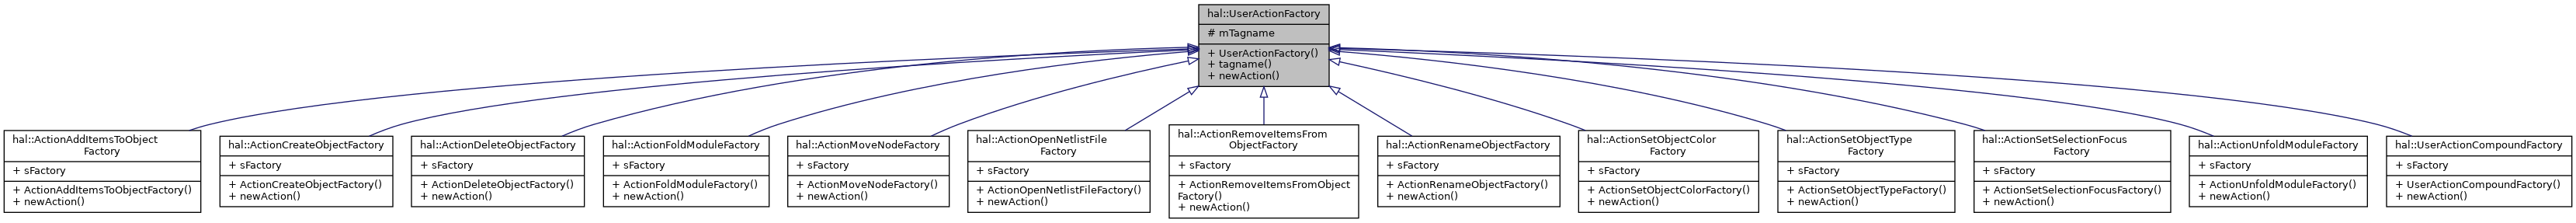 hal::UserActionFactory
# mTagname
+ UserActionFactory()
+ tagname()
+ newAction()
hal::ActionAddItemsToObject
Factory
+ sFactory
+ ActionAddItemsToObjectFactory()
+ newAction()
hal::ActionCreateObjectFactory
+ sFactory
+ ActionCreateObjectFactory()
+ newAction()
hal::ActionDeleteObjectFactory
+ sFactory
+ ActionDeleteObjectFactory()
+ newAction()
hal::ActionFoldModuleFactory
+ sFactory
+ ActionFoldModuleFactory()
+ newAction()
hal::ActionMoveNodeFactory
+ sFactory
+ ActionMoveNodeFactory()
+ newAction()
hal::ActionOpenNetlistFile
Factory
+ sFactory
+ ActionOpenNetlistFileFactory()
+ newAction()
hal::ActionRemoveItemsFrom
ObjectFactory
+ sFactory
+ ActionRemoveItemsFromObject
Factory()
+ newAction()
hal::ActionRenameObjectFactory
+ sFactory
+ ActionRenameObjectFactory()
+ newAction()
hal::ActionSetObjectColor
Factory
+ sFactory
+ ActionSetObjectColorFactory()
+ newAction()
hal::ActionSetObjectType
Factory
+ sFactory
+ ActionSetObjectTypeFactory()
+ newAction()
hal::ActionSetSelectionFocus
Factory
+ sFactory
+ ActionSetSelectionFocusFactory()
+ newAction()
hal::ActionUnfoldModuleFactory
+ sFactory
+ ActionUnfoldModuleFactory()
+ newAction()
hal::UserActionCompoundFactory
+ sFactory
+ UserActionCompoundFactory()
+ newAction()